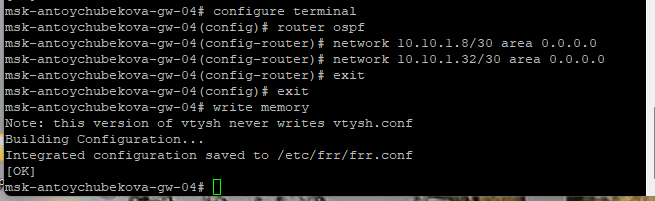 msk-antoychubekova-gw-04# configure terminal
msk-antoychubekova-gw-04(config)# router ospf
msk-antoychubekova-gw-04(config-router)# network 10.10.1.8/30 area 0.0.0.0
msk-antoychubekova-gw-04(config-router)# network 10.10.1.32/30 area 0.0.0.0
msk-antoychubekova-gw-04(config-router)# exit
msk-antoychubekova-gw-04(config)# exit
msk-antoychubekova-gw-04# write memory
Note: this version of vtysh never writes vtysh.conf
Building Configuration...
Integrated configuration saved to /etc/frr/frr.conf
[OK]
msk-antoychubekova-gw-04#